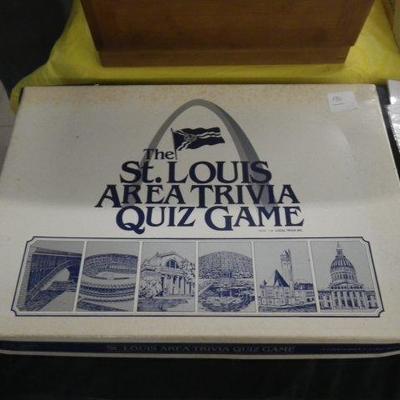 The
St. LOUIS
AREA TRIVIA
QUIZ GAME
St. LOUIS AREA TRIVIA QUIZ GAME